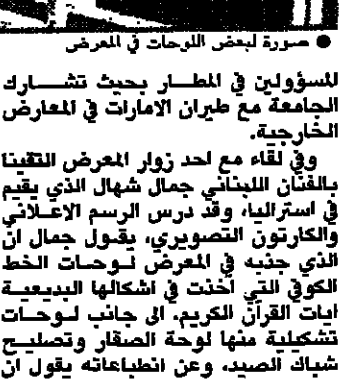 ● صورة لبعض اللوحات في المعرض
للسؤولين في المطار بحيث تشارك
الجامعة مع طيران الامارات في المعارض
الخارجية.
وفي لقاء مع احد زوار المعرض التقينا
بالفنان اللبناني جمال شهال الذي يقيم
في استراليا، وقد درس الرسم الاعلاني
والكارتون التصويري، يقول جمال ان
الذي جذبه في المعرض لوحات الخط
الكوفي التي أخذت في اشكالها البديعية
ايات القرآن الكريم، الى جانب لوحات
تشكيلية منها لوحة الصقار وتصليح
شباك الصيد، وعن انطباعاته يقول ان